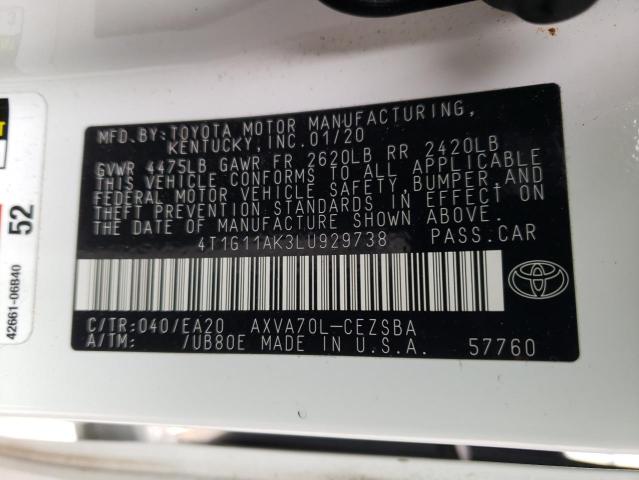 MFD.BY: TOYOTA MOTOR MANUFACTURING,
KENTUCKY, INC. 01/20
GVWR 4475LB GAWR FR 2620LB RR 2420LB
THIS VEHICLE CONFORMS TO ALL APPLICABLE
FEDERAL MOTOR VEHICLE SAFETY, BUMPER, AND
THEFT PREVENTION STANDARDS IN EFFECT ON
THE DATE OF MANUFACTURE SHOWN ABOVE.
4T1G11AK3LU929738 PASS.CAR
C/TR: 040/EA20 AXVA70L-CEZSBA
A/TM: /UB80E MADE IN U.S.A. 57760
52
42661-06B40